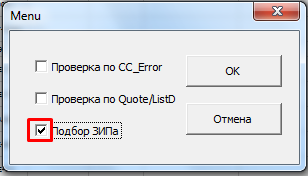 Menu
Проверка по CC_Error
OK
Проверка по Quote/ListD
Отмена
Подбор ЗИПа